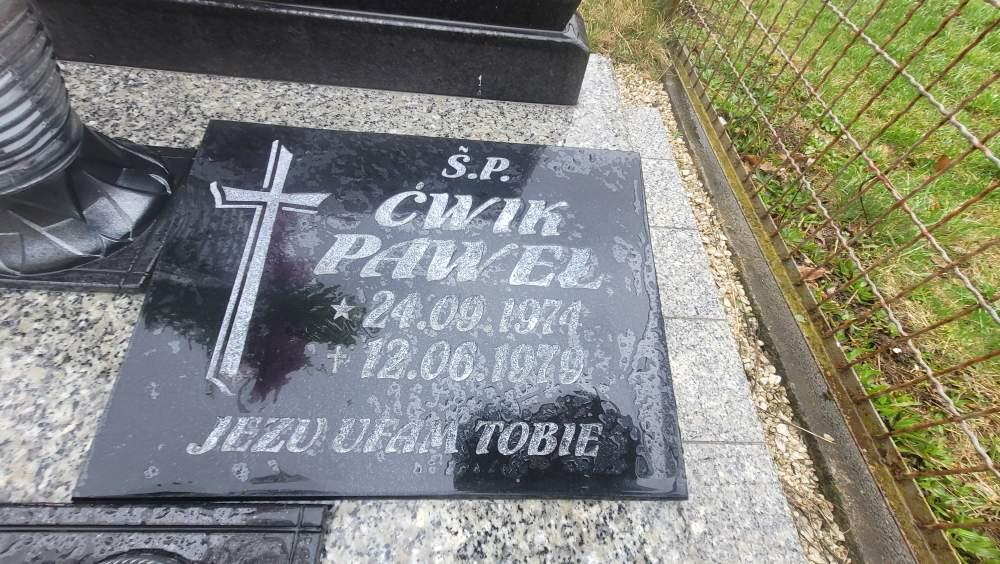 Ś.P.
ĆWIK
PAWEŁ
* 24.09.1974
+ 12.06.1979
JEZU UFAM TOBIE